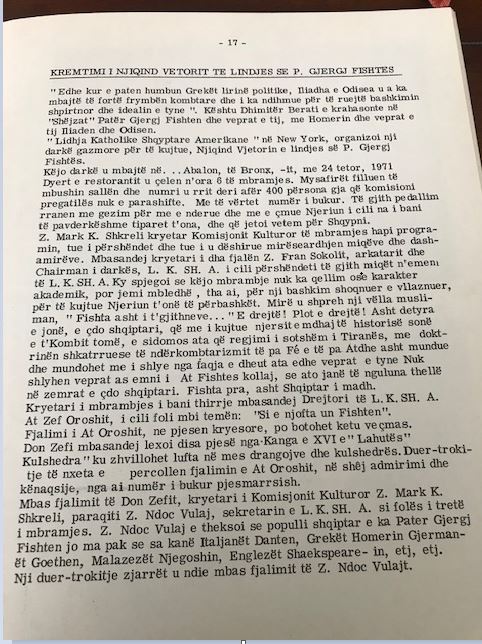 - 17 -
KREMTIMI I NJIQIND VETORIT TE LINDJES SE P. GJERGJ FISHTES
"Edhe kur e paten humbun Grekët lirinë politike, Iliadha e Odisea u a ka
mbajtë të fortë frymbën kombtare dhe i ka ndihmue për të ruejtë bashkimin
shpirtnor dhe idealin e tyne ". Kështu Dhimitër Berati e krahasonte në
"Shëjzat" Patër Gjergj Fishten dhe veprat e tij, me Homerin dhe veprat e
tij Iliaden dhe Odisen.
" Lidhja Katholike Shqyptare Amerikane " në New York, organizoi nji
darkë gazmore për të kujtue, Njiqind Vjetorin e lindjes së P. Gjergj
Fishtës.
Këjo darkë u mbajtë në. . . Abalon, të Bronx, -it, me 24 tetor, 1971
Dyert e restorantit u çelen n'ora 6 të mbramjes. Mysafirët filluen të
mbushin sallën dhe numri u rrit deri afër 400 përsona gja që komisioni
pregatilës nuk e parashifte. Me të vërtet numër i bukur. Të gjith pedallim
rranen me gezim për me e nderue dhe me e çmue Njeriun i cili na i bani
të pavderkëshme tiparet t'ona, dhe që jetoi vetem për Shqypni.
Z. Mark K. Shkreli kryetar Komisjonit Kulturor të mbramjes hapi progra-
min, tue i përshëndet dhe tue i u dëshirue mirëseardhjen miqëve dhe dash-
amirëve. Mbasandej kryetari i dha fjalën Z. Fran Sokolit, arkatarit dhe
Chairman i darkës, L. K. SH. A. i cili përshëndeti të gjith miqët n'emen
të L. K. SH. A. Ky spjegoi se këjo mbrambje nuk ka qellim ose karakter
akademik, por jemi mbledhë , tha ai, për nji bashkim shoqnuer e vllaznuer,
për të kujtue Njeriun t'onë të përbashkët. Mirë u shpreh nji vëlla musli-
man, " Fishta asht i t'gjithneve... " E drejtë! Plot e drejtë! Asht detyra
e jonë, e çdo shqiptari, që me i kujtue njersit e mdhajtë historisë sonë
e t'Kombit tomë, e sidomos ata që regjimi i sotshëm i Tiranës, me dokt-
rinën shkatrruese të ndërkombtarizmit të pa Fé e të pa Atdhe asht mundue
dhe mundohet me i shlye nga faqja e dheut ata edhe veprat e tyne Nuk
shlyhen veprat as emni i At Fishtes kollaj, se ato janë të nguluna thellë
në zemrat e çdo shqiptari. Fishta pra, asht Shqiptar i madh.
Kryetari i mbrambjes i bani thirrje mbasandej Drejtori të L. K. SH. A.
At Zef Oroshit, i cili foli mbi temën: "Si e njofta un Fishten".
Fjalimi i At Oroshit, ne pjesen kryesore, po botohet ketu veçmas.
Don Zefi mbasandej lexoi disa pjesë nga-Kanga e XVI e" Lahutës"
Kulshedra" ku zhvillohet lufta në mes drangojve dhe kulshedrës. Duer-troki-
tje të nxeta e percollen fjalimin e At Oroshit, në shêj admirimi dhe
kënaqsije, nga ai numër i bukur pjesmarrsish.
Mbas fjalimit të Don Zefit, kryetari i Komisjonit Kulturor Z. Mark K.
Shkreli, paraqiti Z. Ndoc Vulaj, sekretarin e L. K. SH. A. si folës i tretë
i mbramjes. Z. Ndoc Vulaj e theksoi se populli shqiptar e ka Pater Gjergj
Fishten jo ma pak se sa kanë Italjanët Danten, Grekët Homerin Gjerman-
ët Goethen, Malazezët Njegoshin, Englezët Shaekspeare- in, etj, etj.
Nji duer-trokitje zjarrët u ndie mbas fjalimit të Z. Ndoc Vulajt.